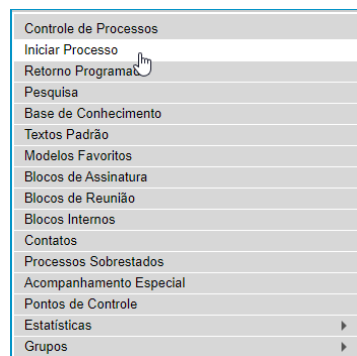 Controle de Processos
Iniciar Processo
Retorno Programado
Pesquisa
Base de Conhecimento
Textos Padrão
Modelos Favoritos
Blocos de Assinatura
Blocos de Reunião
Blocos Internos
Contatos
Processos Sobrestados
Acompanhamento Especial
Pontos de Controle
Estatísticas
Grupos